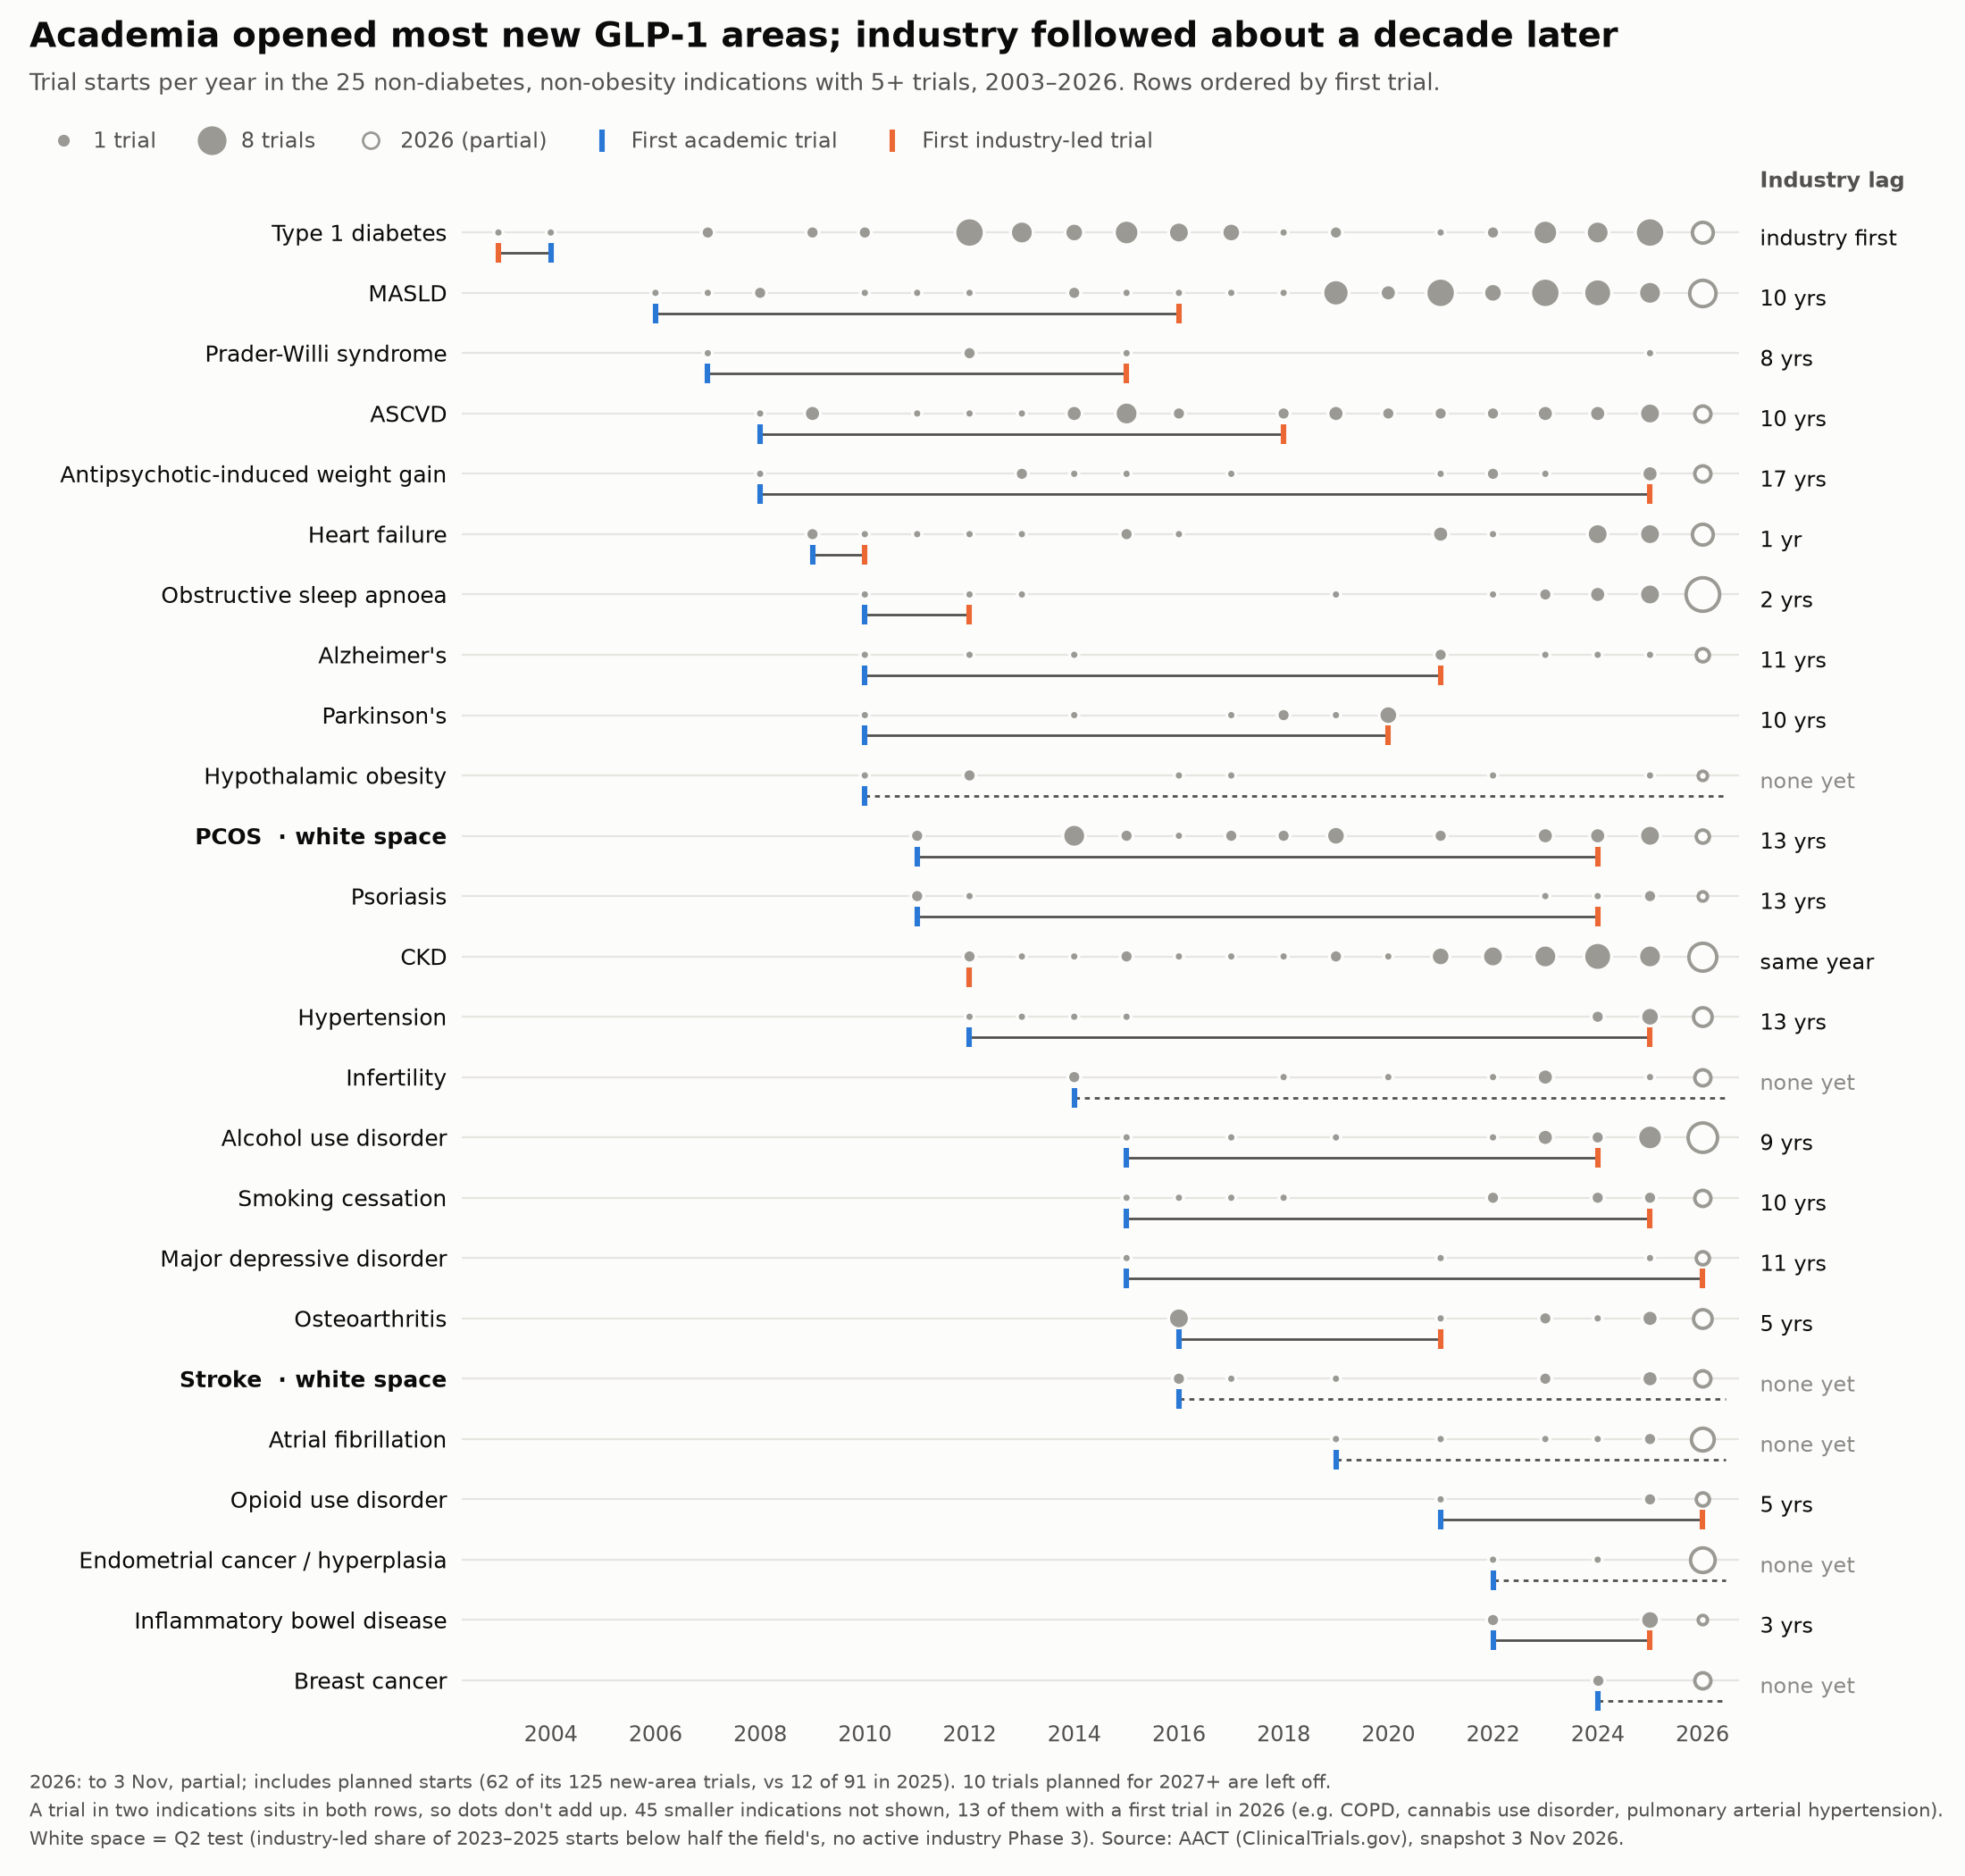 Academia opened most new GLP-1 areas; industry followed about a decade later
Trial starts per year in the 25 non-diabetes, non-obesity indications with 5+ trials, 2003–2026. Rows ordered by first trial.
1 trial 8 trials 2026 (partial) First academic trial First industry-led trial
Industry lag
Type 1 diabetes industry first
MASLD 10 yrs
Prader-Willi syndrome 8 yrs
ASCVD 10 yrs
Antipsychotic-induced weight gain 17 yrs
Heart failure 1 yr
Obstructive sleep apnoea 2 yrs
Alzheimer's 11 yrs
Parkinson's 10 yrs
Hypothalamic obesity none yet
PCOS · white space 13 yrs
Psoriasis 13 yrs
CKD same year
Hypertension 13 yrs
Infertility none yet
Alcohol use disorder 9 yrs
Smoking cessation 10 yrs
Major depressive disorder 11 yrs
Osteoarthritis 5 yrs
Stroke · white space none yet
Atrial fibrillation none yet
Opioid use disorder 5 yrs
Endometrial cancer / hyperplasia none yet
Inflammatory bowel disease 3 yrs
Breast cancer none yet
2004 2006 2008 2010 2012 2014 2016 2018 2020 2022 2024 2026
2026: to 3 Nov, partial; includes planned starts (62 of its 125 new-area trials, vs 12 of 91 in 2025). 10 trials planned for 2027+ are left off.
A trial in two indications sits in both rows, so dots don't add up. 45 smaller indications not shown, 13 of them with a first trial in 2026 (e.g. COPD, cannabis use disorder, pulmonary arterial hypertension).
White space = Q2 test (industry-led share of 2023–2025 starts below half the field's, no active industry Phase 3). Source: AACT (ClinicalTrials.gov), snapshot 3 Nov 2026.